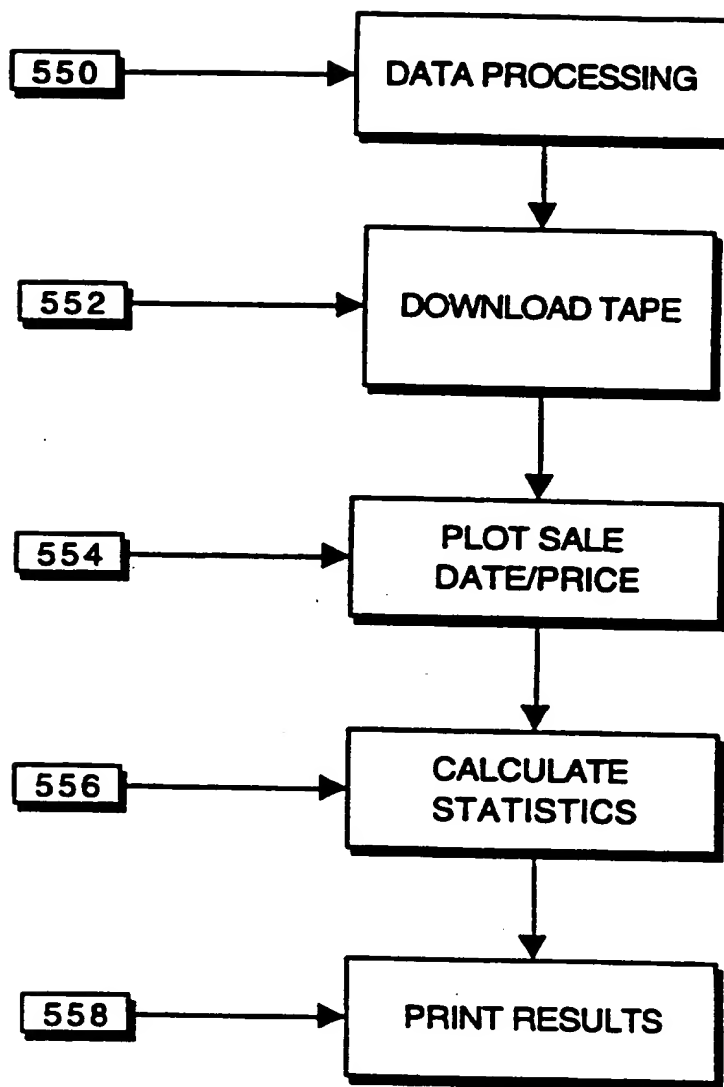 550
DATA PROCESSING
552
DOWNLOAD TAPE
554
PLOT SALE
DATE/PRICE
556
CALCULATE
STATISTICS
558
PRINT RESULTS